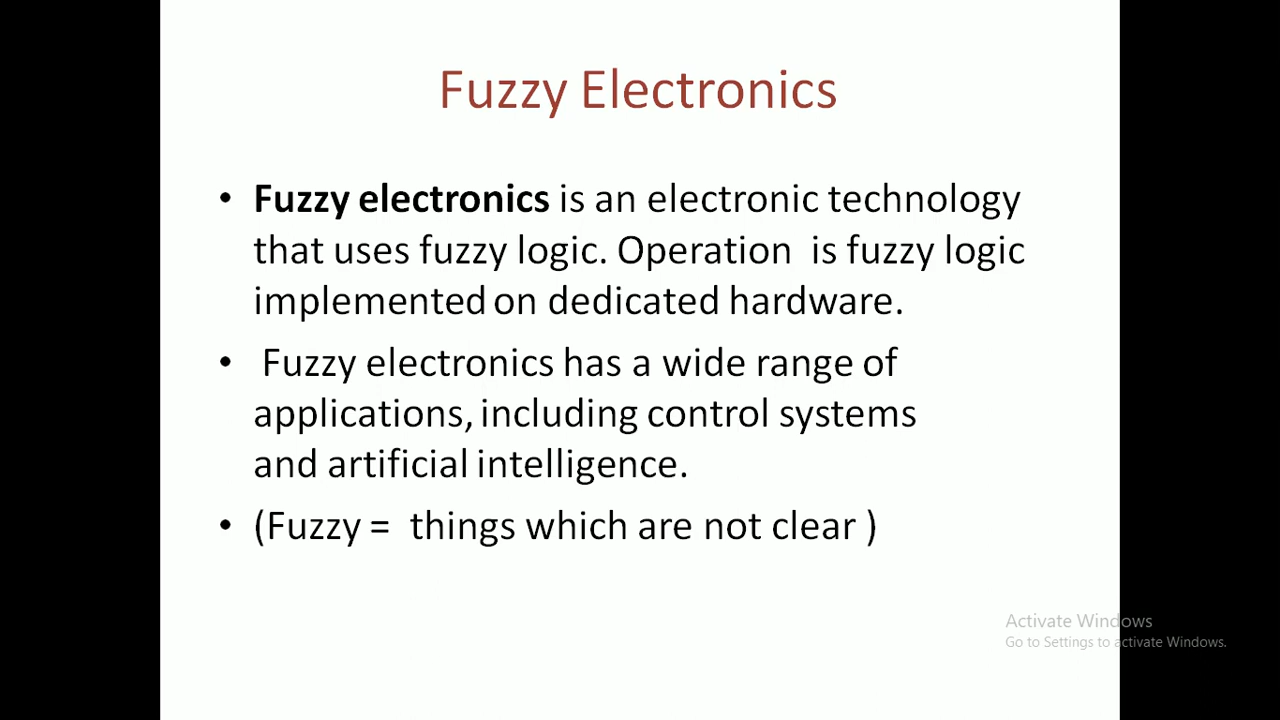 Fuzzy Electronics
• Fuzzy electronics is an electronic technology
that uses fuzzy logic. Operation  is fuzzy logic
implemented on dedicated hardware.
•  Fuzzy electronics has a wide range of
applications, including control systems
and artificial intelligence.
• (Fuzzy =  things which are not clear )
Activate Windows
Go to Settings to activate Windows.